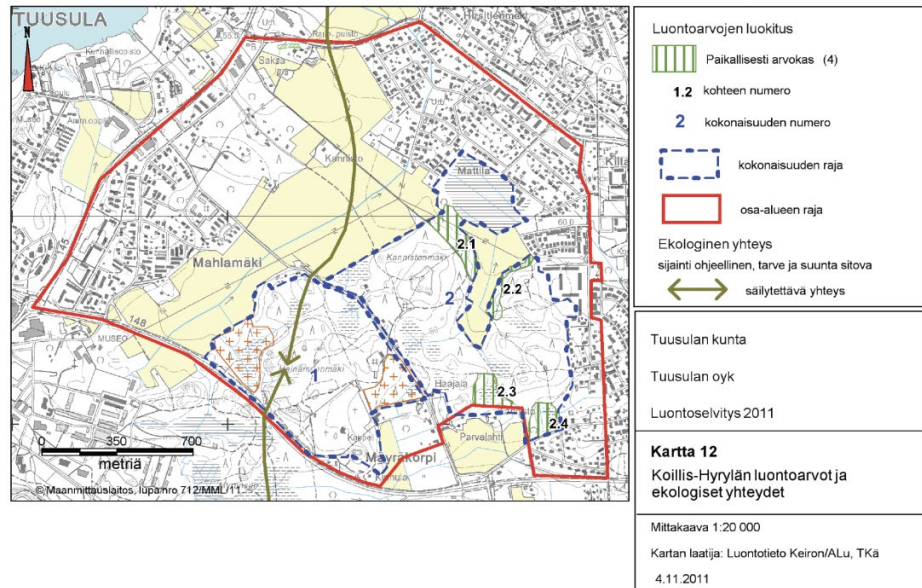 TUUSULA
N
Saksa
Mattila
60.0
2.1
Mahlamäki
2
2.2
148
MUSEO
1
Haajala
2.3
2.4
Parvelahti
0 350 700
metriä
© Maanmittauslaitos, lupanro 712/MML/11
Luontoarvojen luokitus
Paikallisesti arvokas (4)
1.2 kohteen numero
2 kokonaisuuden numero
kokonaisuuden raja
osa-alueen raja
Ekologinen yhteys
sijainti ohjeellinen, tarve ja suunta sitova
säilytettävä yhteys
Tuusulan kunta
Tuusulan oyk
Luontoselvitys 2011
Kartta 12
Koillis-Hyrylän luontoarvot ja
ekologiset yhteydet
Mittakaava 1:20 000
Kartan laatija: Luontotieto Keiron/ALu, TKä
4.11.2011